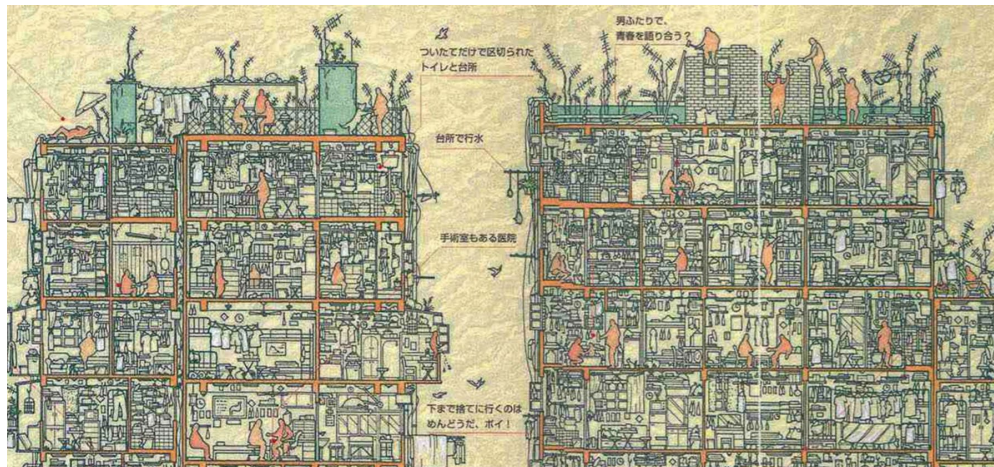 男ふたりで、
青春を語り合う？
ついたてだけで区切られた
トイレと台所
台所で行水
手術室もある医院
下まで捨てに行くのは
めんどうだ、ポイ！